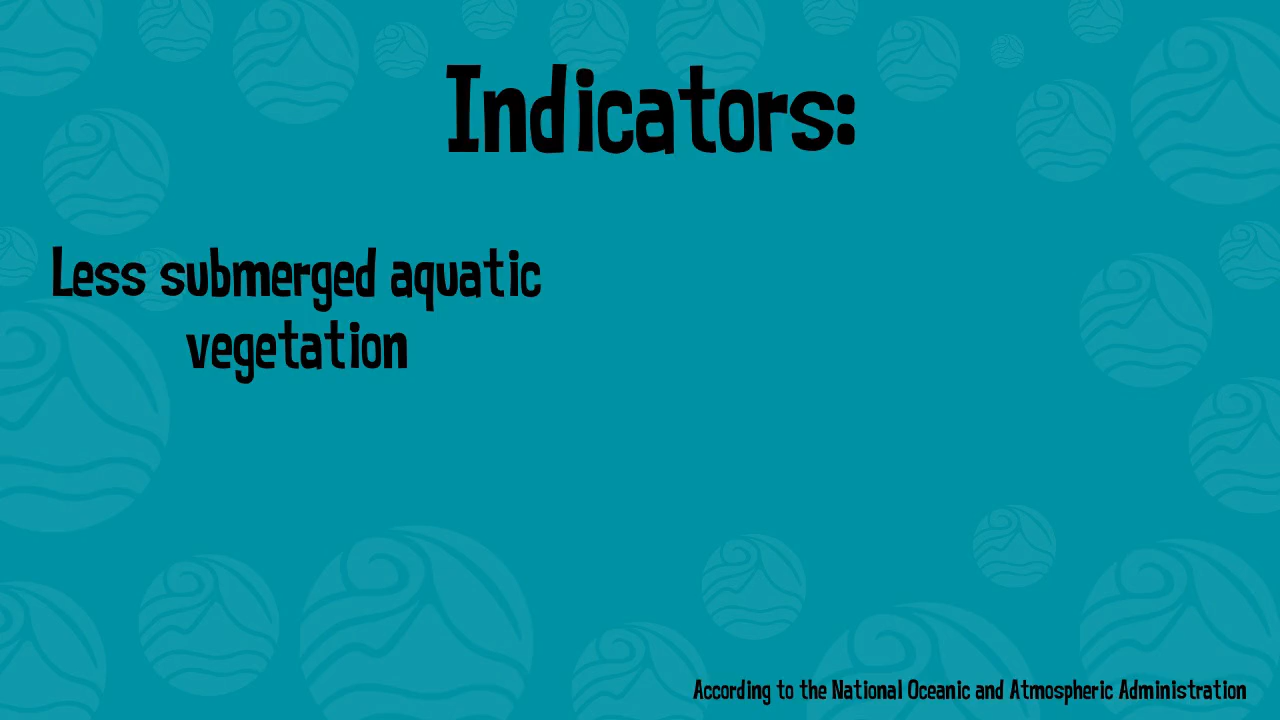 Indicators:
Less submerged aquatic
vegetation
According to the National Oceanic and Atmospheric Administration